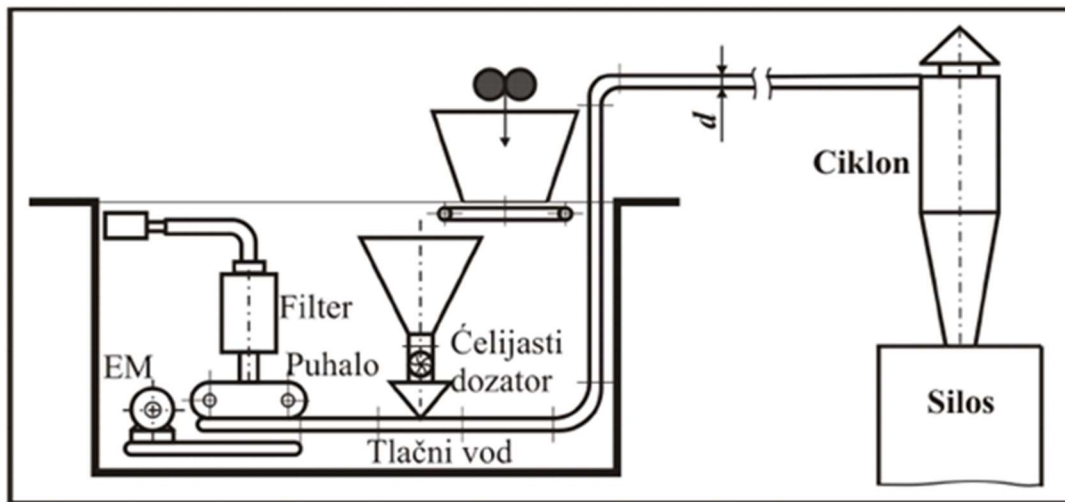 d
Ciklon
Filter
EM
Puhalo
Ćelijasti
dozator
Silos
Tlačni vod